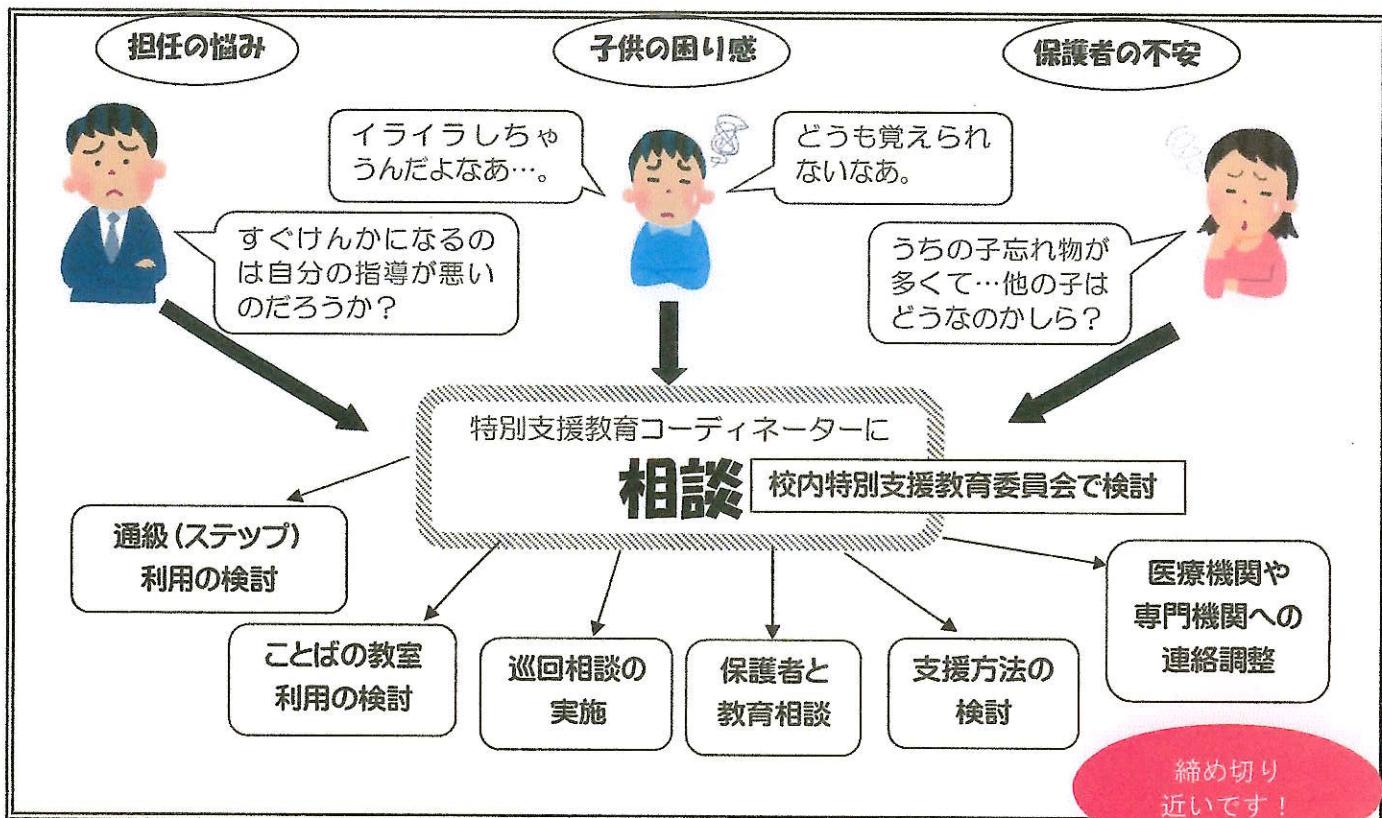 担任の悩み
子供の困り感
保護者の不安
イライラしちゃ
うんだよなあ…。
どうも覚えられ
ないなあ。
すぐけんかになるの
は自分の指導が悪い
のだろうか？
うちの子忘れ物が
多くて…他の子は
どうなのかしら？
特別支援教育コーディネーターに
相談
校内特別支援教育委員会で検討
通級（ステップ）
利用の検討
ことばの教室
利用の検討
巡回相談の
実施
保護者と
教育相談
支援方法の
検討
医療機関や
専門機関への
連絡調整
締め切り
近いです！